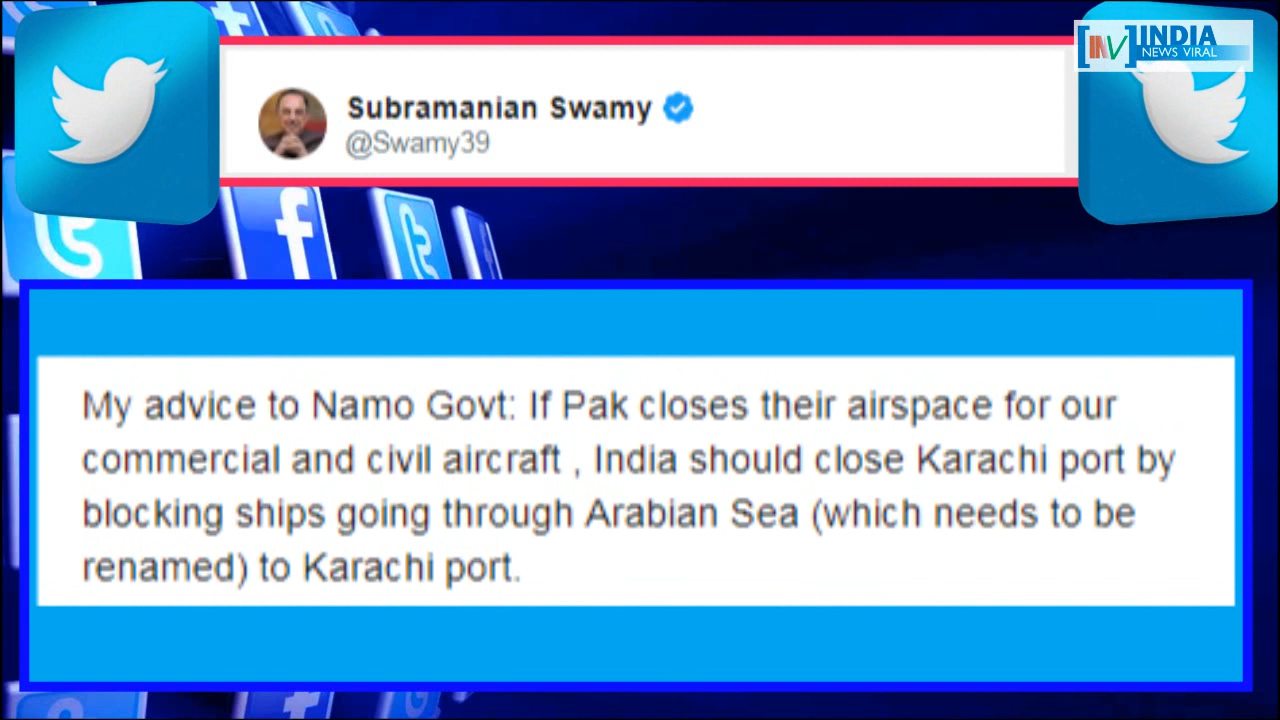 INV INDIA
NEWS VIRAL
Subramanian Swamy
@Swamy39
My advice to Namo Govt: If Pak closes their airspace for our
commercial and civil aircraft , India should close Karachi port by
blocking ships going through Arabian Sea (which needs to be
renamed) to Karachi port.